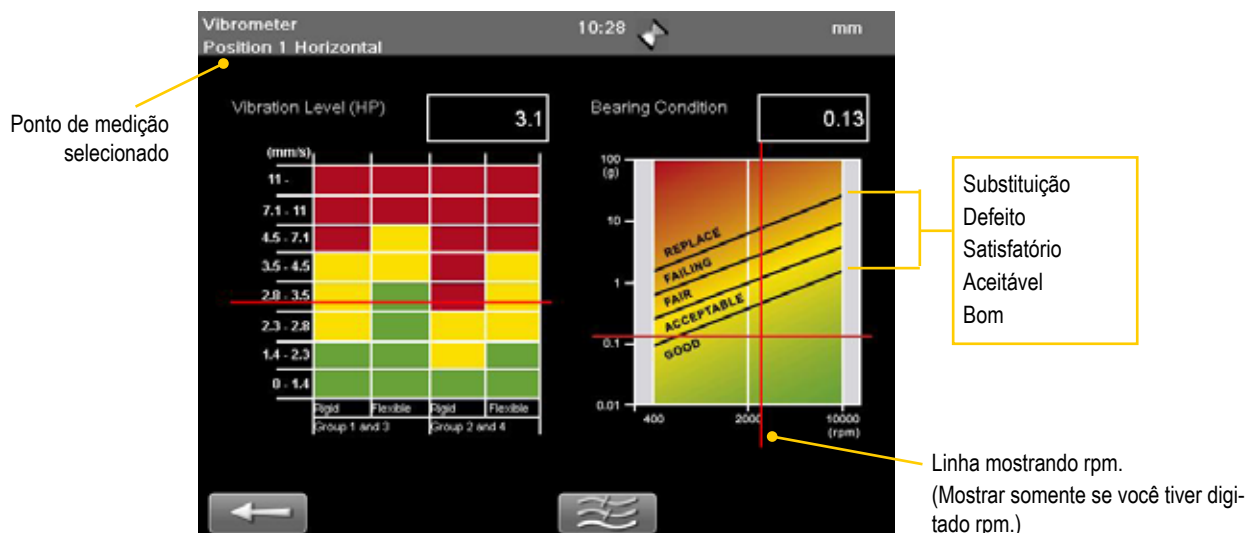 Vibrometer
10:28
mm
Position 1 Horizontal
Ponto de medição
selecionado
Vibration Level (HP)
3.1
(mm/s)
11 -
7.1 - 11
4.5 - 7.1
3.5 - 4.5
2.8 - 3.5
2.3 - 2.8
1.4 - 2.3
0 - 1.4
Rigid Flexible Rigid Flexible
Group 1 and 3 Group 2 and 4
Bearing Condition
0.13
100
(g)
10
1
0.1
0.01
REPLACE
FAILING
FAIR
ACCEPTABLE
GOOD
400 2000 10000
(rpm)
Substituição
Defeito
Satisfatório
Aceitável
Bom
Linha mostrando rpm.
(Mostrar somente se você tiver digi-
tado rpm.)